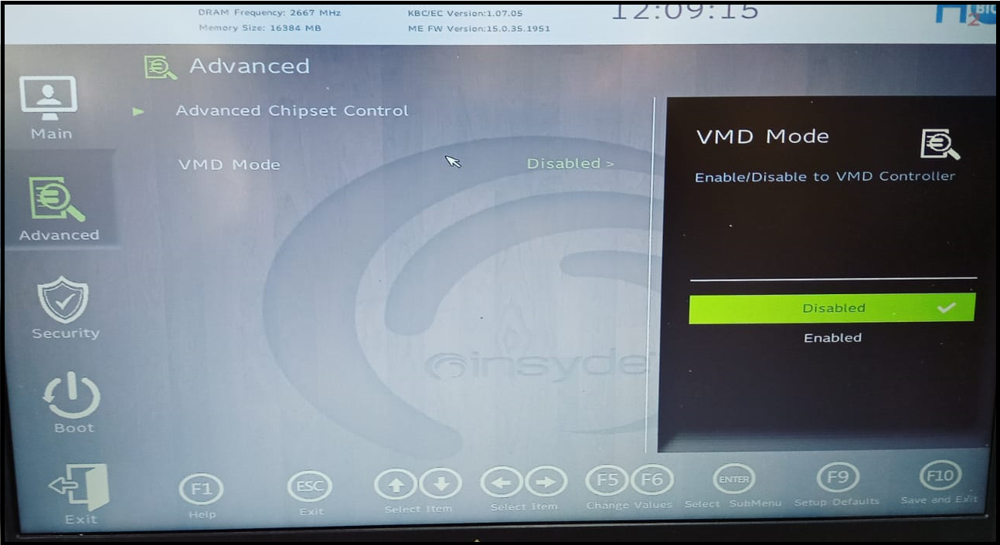 DRAM Frequency: 2667 MHz
Memory Size: 16384 MB
KBC/EC Version:1.07.05
ME FW Version:15.0.35.1951
12:09:15
H2
BIO
Main
Advanced
Security
Boot
Exit
Advanced
Advanced Chipset Control
VMD Mode
Disabled >
insyde
VMD Mode
Enable/Disable to VMD Controller
Disabled
Enabled
F1
Help
ESC
Exit
Select Item
Select Item
F5 F6
Change Values
ENTER
Select SubMenu
F9
Setup Defaults
F10
Save and Exit